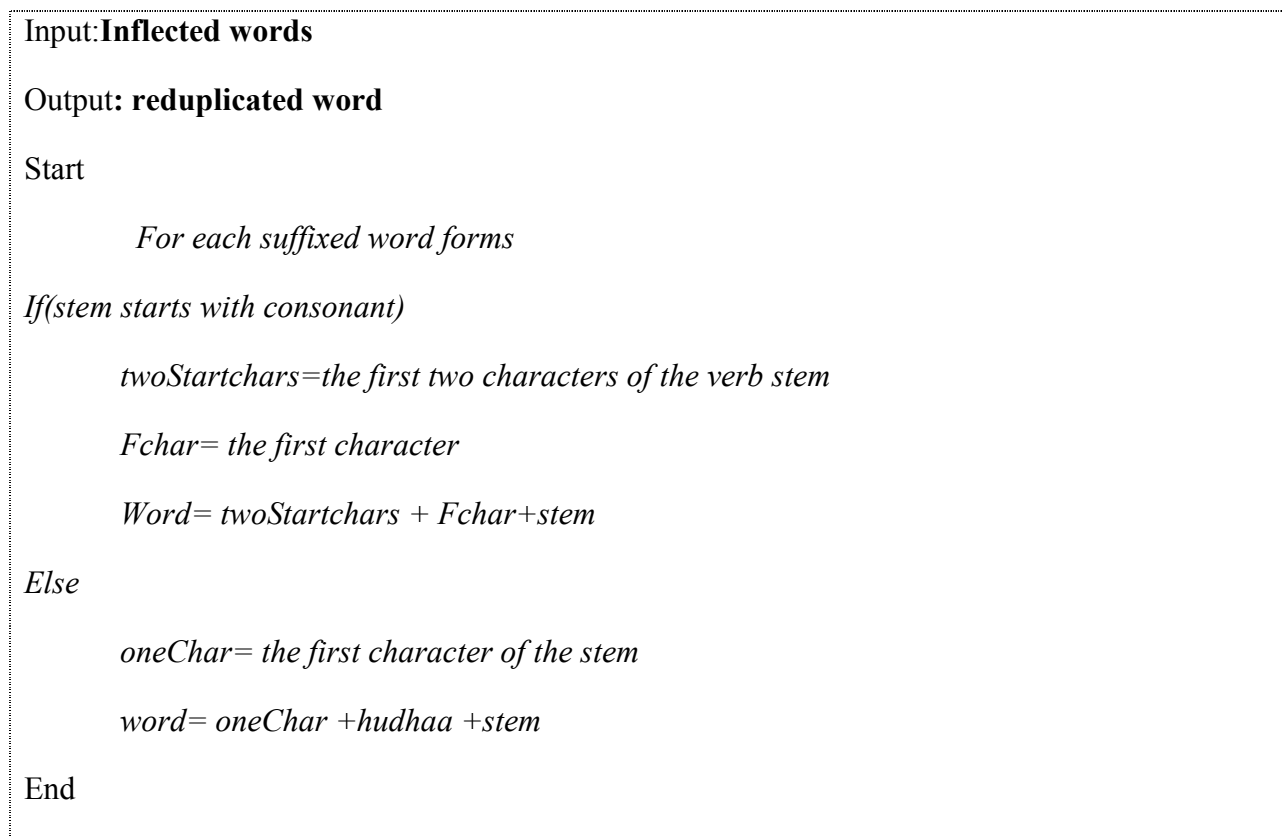 Input:Inflected words
Output: reduplicated word
Start
For each suffixed word forms
If(stem starts with consonant)
twoStartchars=the first two characters of the verb stem
Fchar= the first character
Word= twoStartchars + Fchar+stem
Else
oneChar= the first character of the stem
word= oneChar +hudhaa +stem
End